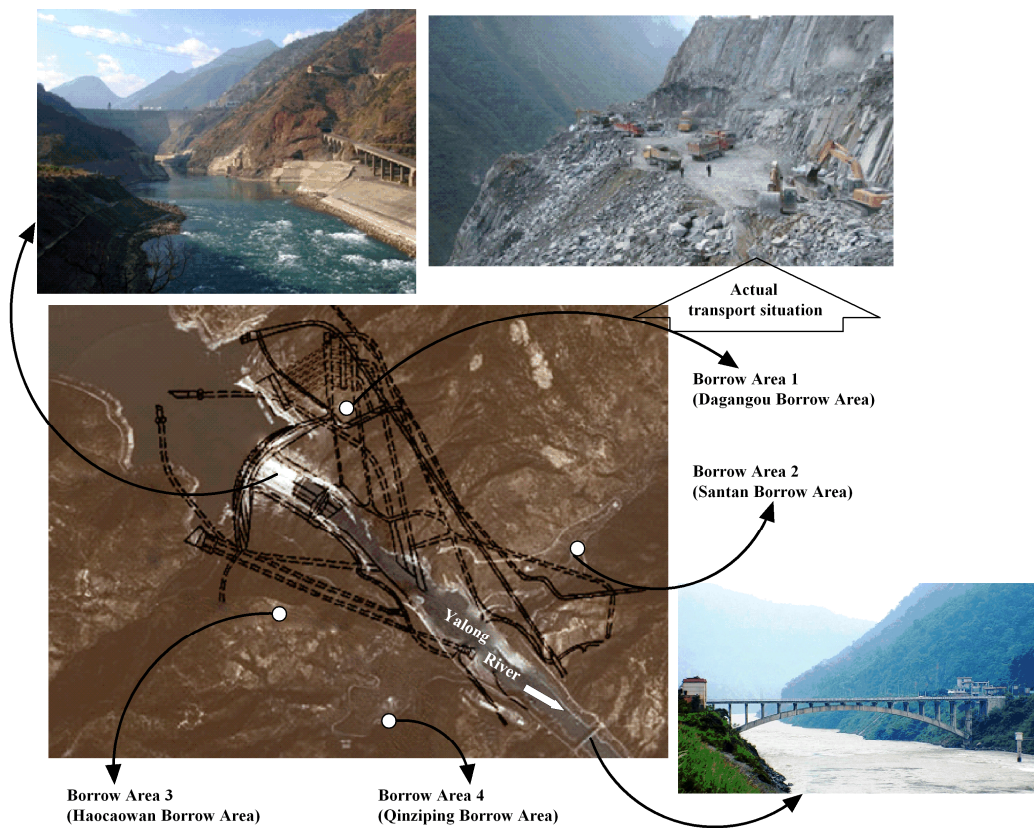 Actual
transport situation
Borrow Area 1
(Dagangou Borrow Area)
Borrow Area 2
(Santan Borrow Area)
Yalong
River
Borrow Area 3
(Haocaowan Borrow Area)
Borrow Area 4
(Qinziping Borrow Area)